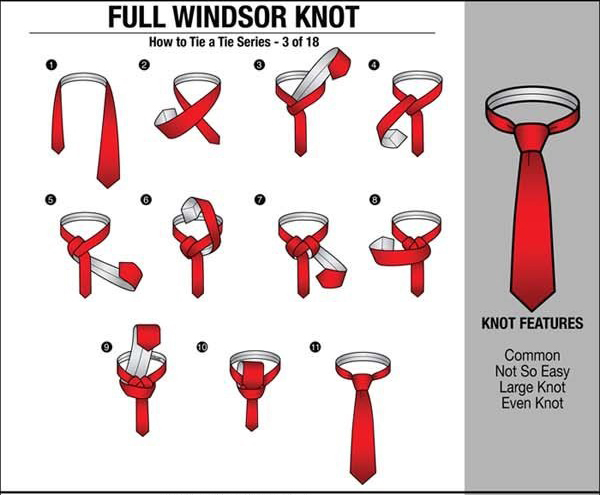 FULL WINDSOR KNOT
How to Tie a Tie Series - 3 of 18
1
2
3
4
5
6
7
8
9
10
11
KNOT FEATURES
Common
Not So Easy
Large Knot
Even Knot